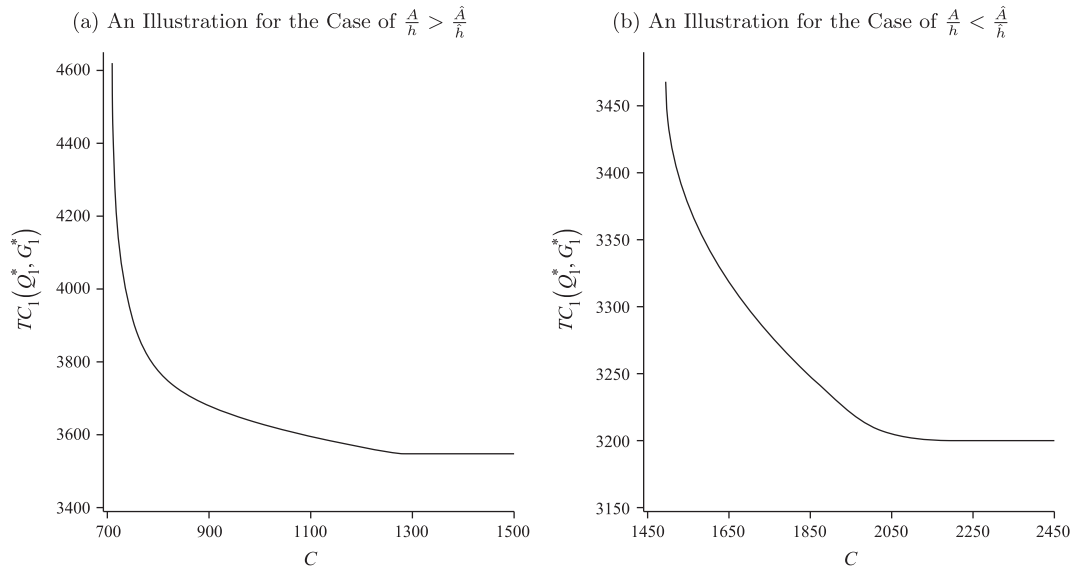 (a) An Illustration for the Case of A/h > Â/ĥ
4600
4400
4200
4000
3800
3600
3400
700 900 1100 1300 1500
C
TC₁(Q₁*, G₁*)
(b) An Illustration for the Case of A/h < Â/ĥ
3450
3400
3350
3300
3250
3200
3150
1450 1650 1850 2050 2250 2450
C
TC₁(Q₁*, G₁*)